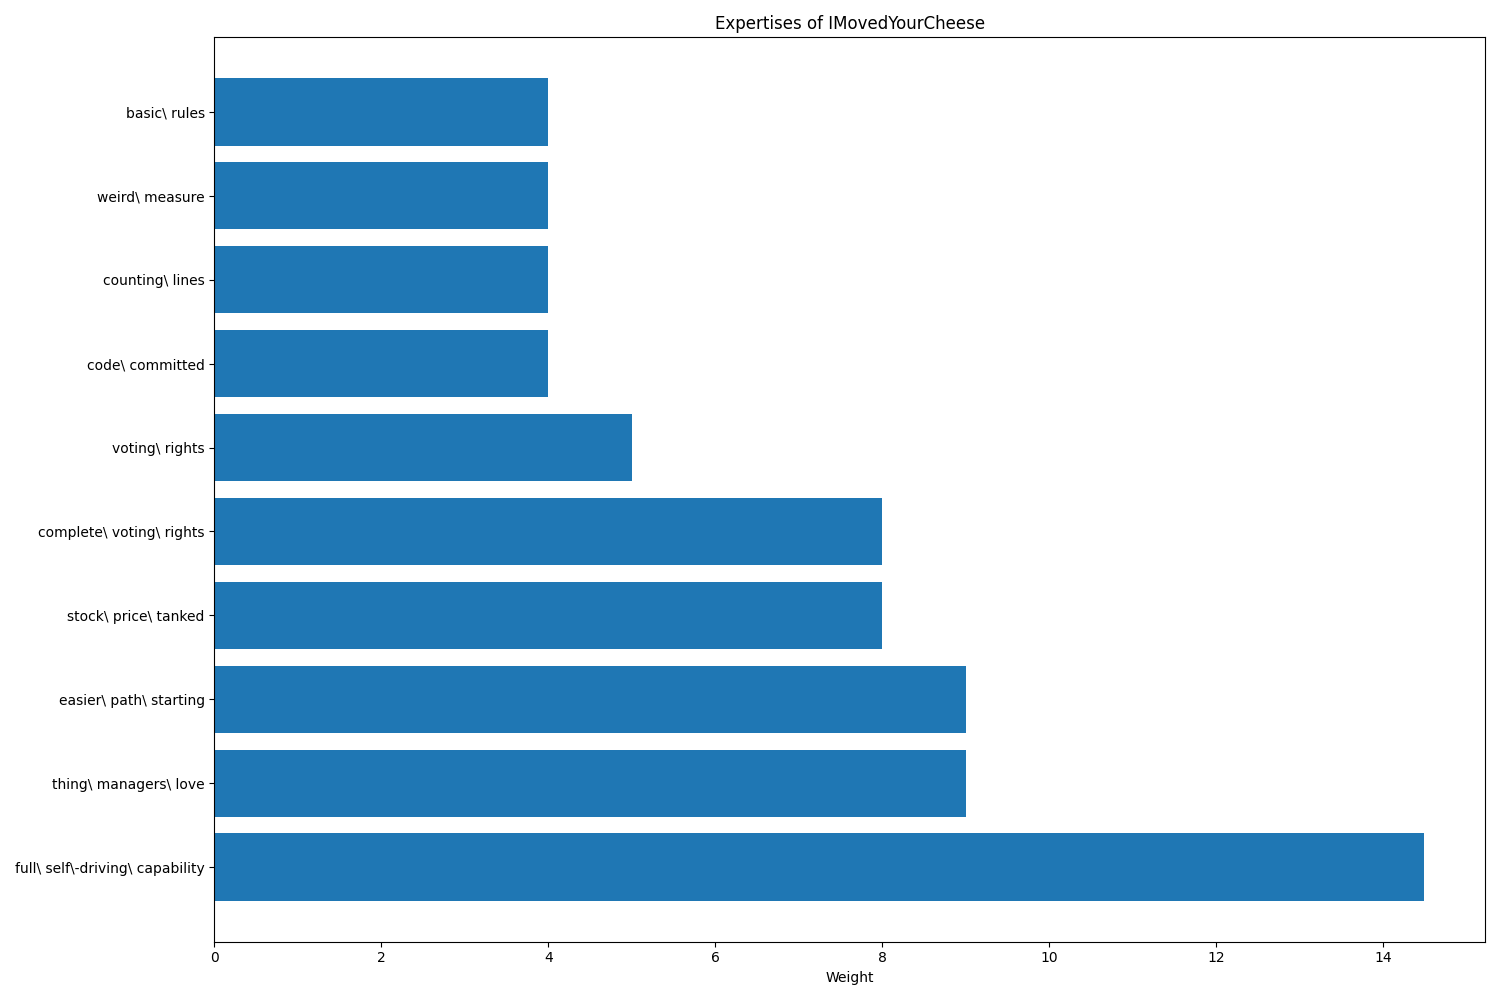 Expertises of IMovedYourCheese
basic\ rules
weird\ measure
counting\ lines
code\ committed
voting\ rights
complete\ voting\ rights
stock\ price\ tanked
easier\ path\ starting
thing\ managers\ love
full\ self\-driving\ capability
0 2 4 6 8 10 12 14
Weight